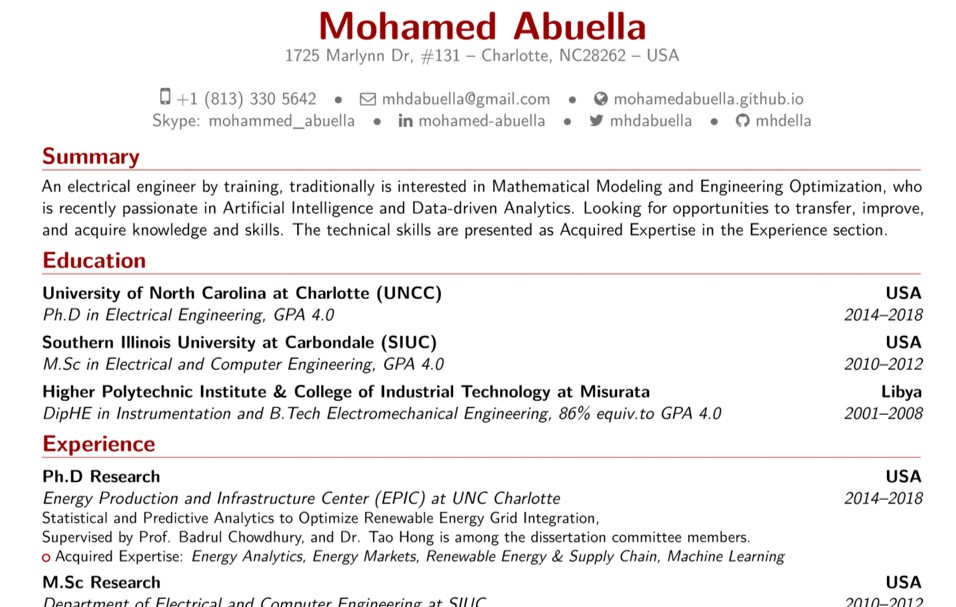 Mohamed Abuella
1725 Marlynn Dr, #131 – Charlotte, NC28262 – USA
+1 (813) 330 5642 • mhdabuella@gmail.com • mohamedabuella.github.io
Skype: mohammed_abuella • in mohamed-abuella • mhdabuella • mhdella
Summary
An electrical engineer by training, traditionally is interested in Mathematical Modeling and Engineering Optimization, who
is recently passionate in Artificial Intelligence and Data-driven Analytics. Looking for opportunities to transfer, improve,
and acquire knowledge and skills. The technical skills are presented as Acquired Expertise in the Experience section.
Education
University of North Carolina at Charlotte (UNCC) USA
Ph.D in Electrical Engineering, GPA 4.0 2014–2018
Southern Illinois University at Carbondale (SIUC) USA
M.Sc in Electrical and Computer Engineering, GPA 4.0 2010–2012
Higher Polytechnic Institute & College of Industrial Technology at Misurata Libya
DipHE in Instrumentation and B.Tech Electromechanical Engineering, 86% equiv.to GPA 4.0 2001–2008
Experience
Ph.D Research USA
Energy Production and Infrastructure Center (EPIC) at UNC Charlotte 2014–2018
Statistical and Predictive Analytics to Optimize Renewable Energy Grid Integration,
Supervised by Prof. Badrul Chowdhury, and Dr. Tao Hong is among the dissertation committee members.
Acquired Expertise: Energy Analytics, Energy Markets, Renewable Energy & Supply Chain, Machine Learning
M.Sc Research USA
Department of Electrical and Computer Engineering at SIUC 2010–2012